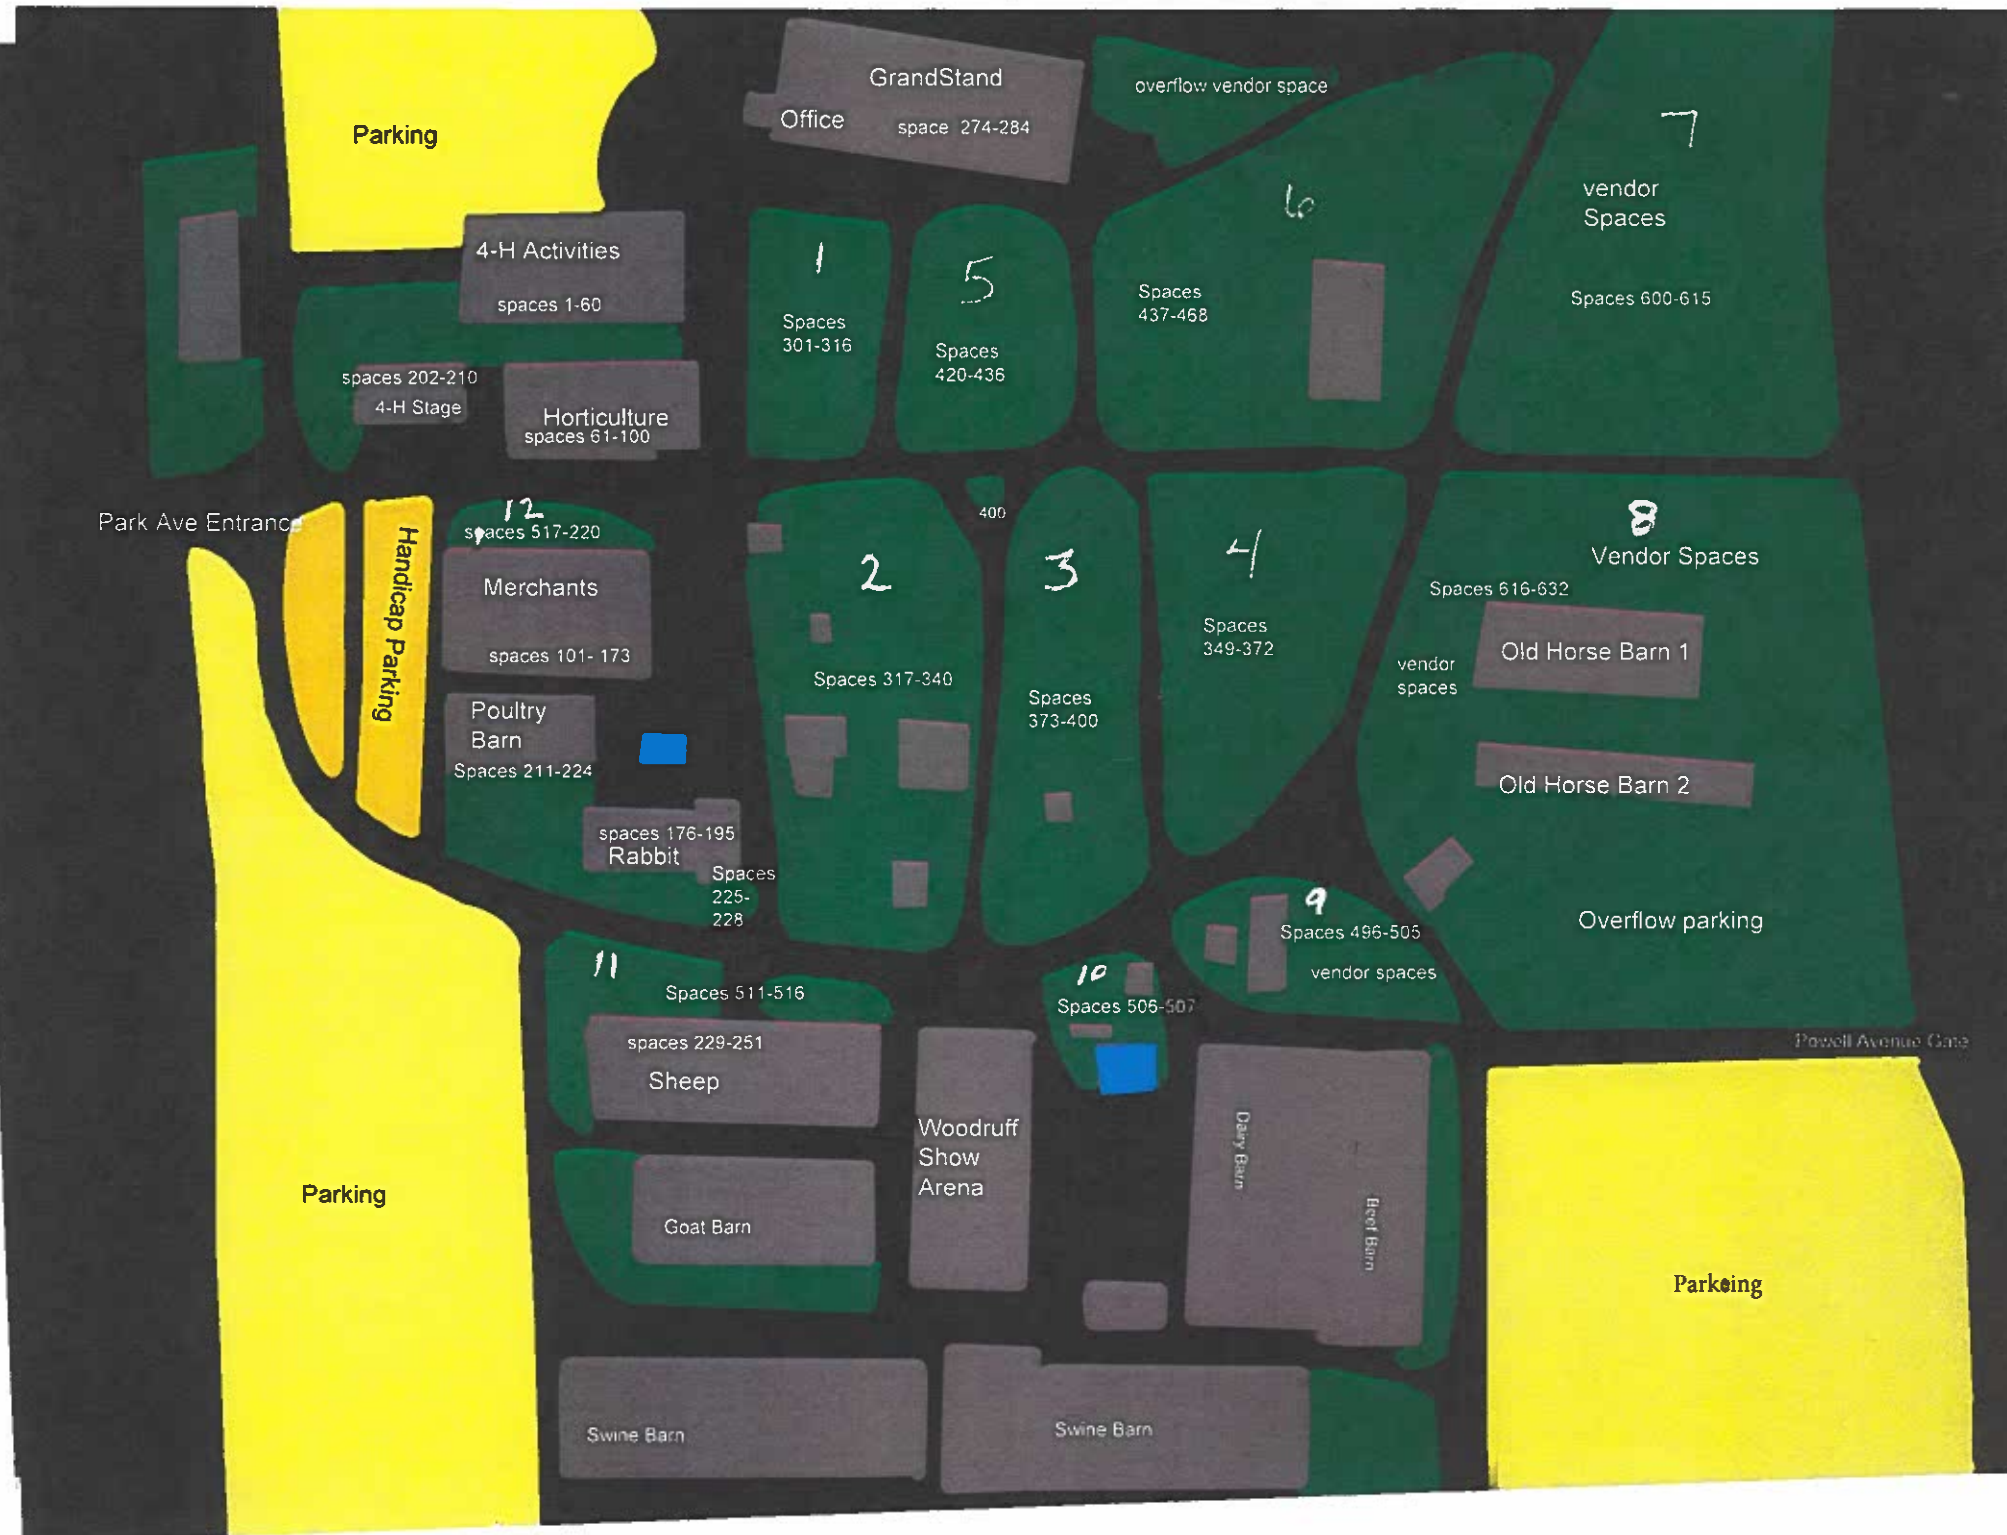 Parking
GrandStand
Office
space 274-284
overflow vendor space
7
vendor
Spaces
Spaces 600-615
6
Spaces
437-468
4-H Activities
spaces 1-60
1
Spaces
301-316
5
Spaces
420-436
spaces 202-210
4-H Stage
Horticulture
spaces 61-100
Park Ave Entrance
Handicap Parking
12
spaces 517-220
Merchants
spaces 101- 173
Poultry
Barn
Spaces 211-224
spaces 176-195
Rabbit
Spaces
225-
228
2
Spaces 317-340
400
3
Spaces
373-400
4
Spaces
349-372
8
Vendor Spaces
Spaces 616-632
Old Horse Barn 1
vendor
spaces
Old Horse Barn 2
Overflow parking
9
Spaces 496-505
vendor spaces
10
Spaces 506-507
11
Spaces 511-516
spaces 229-251
Sheep
Woodruff
Show
Arena
Goat Barn
Dairy Barn
Beef Barn
Powell Avenue Gate
Parking
Parkeing
Swine Barn
Swine Barn